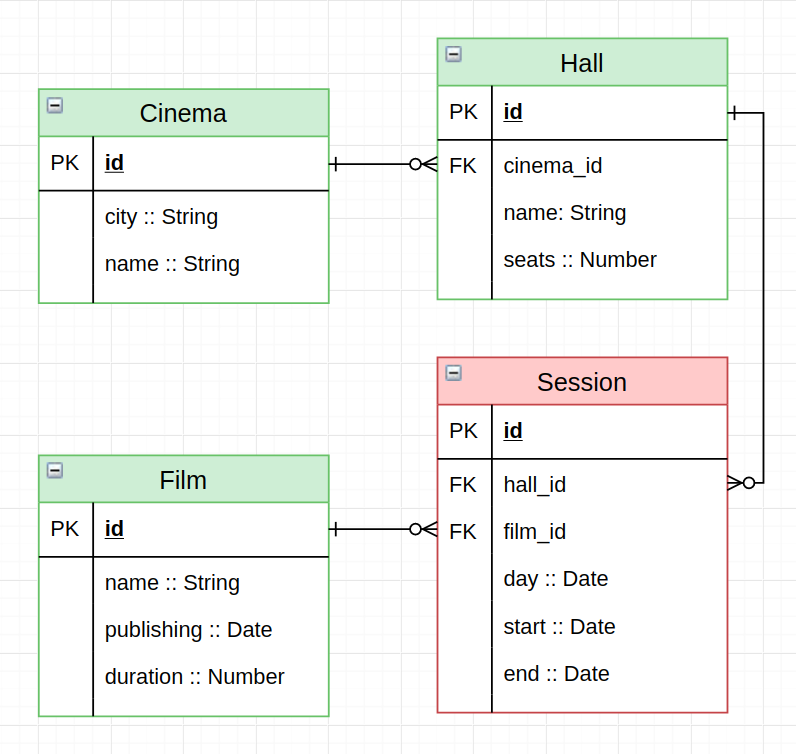 Cinema
PK id
city :: String
name :: String
Hall
PK id
FK cinema_id
name: String
seats :: Number
Film
PK id
name :: String
publishing :: Date
duration :: Number
Session
PK id
FK hall_id
FK film_id
day :: Date
start :: Date
end :: Date